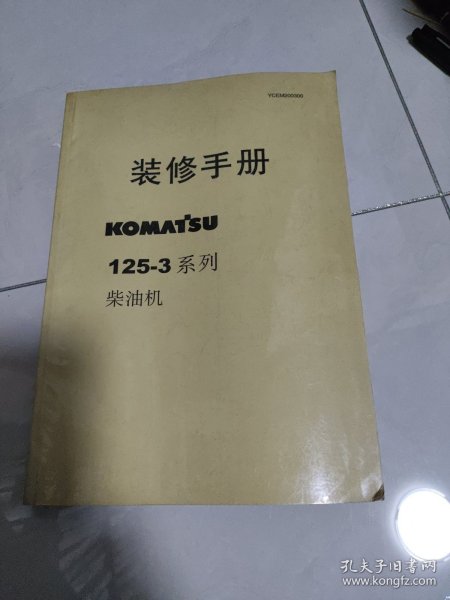 YCEM200300
装修手册
KOMATSU
125-3 系列
柴油机
孔夫子旧书网
www.kongfz.com